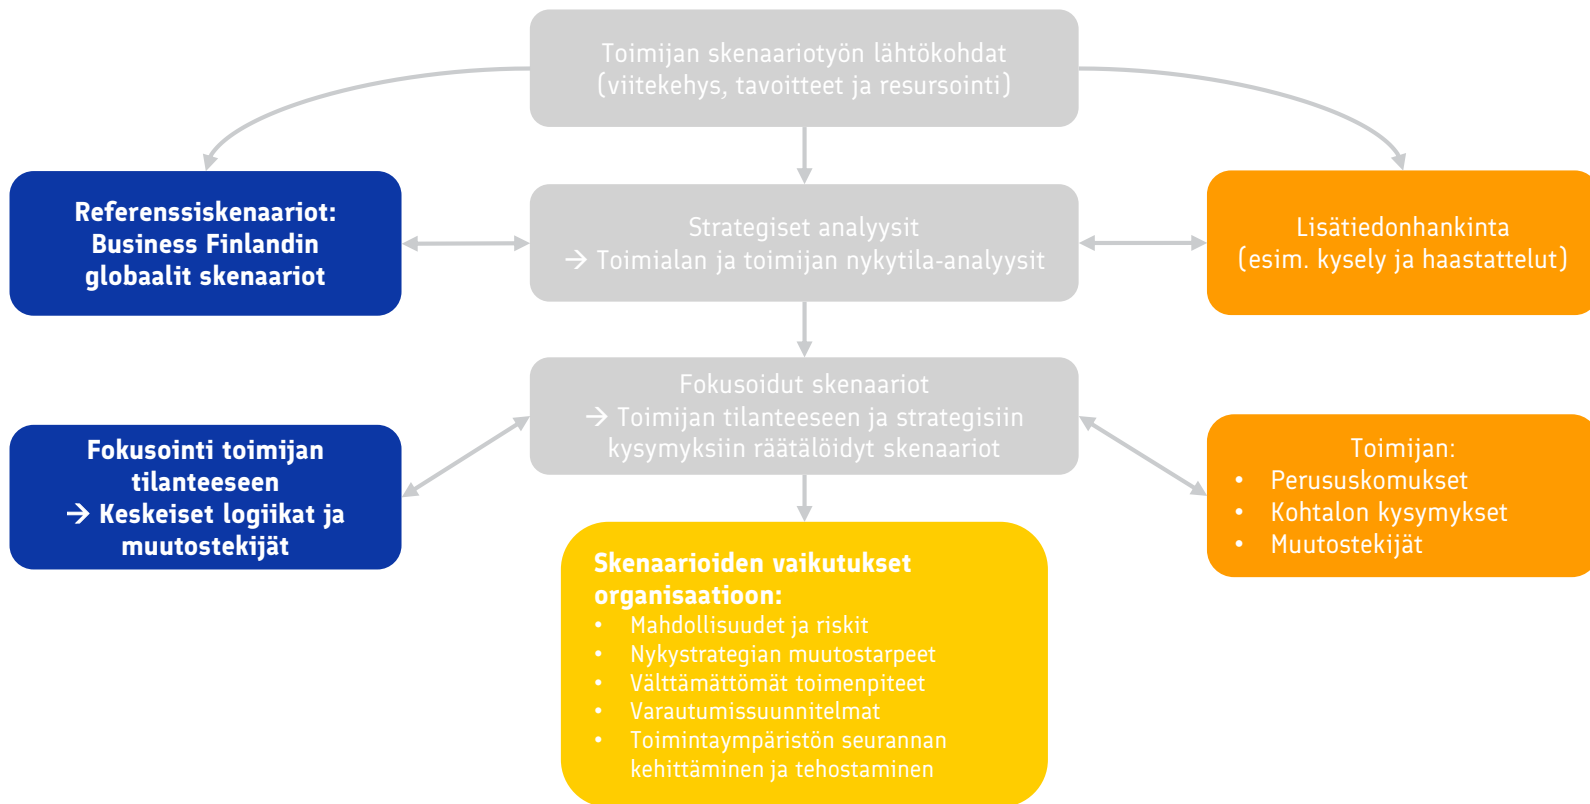 Toimijan skenaariotyön lähtökohdat
(viitekehys, tavoitteet ja resursointi)
Referenssiskenaariot:
Business Finlandin
globaalit skenaariot
Strategiset analyysit
→ Toimialan ja toimijan nykytila-analyysit
Lisätiedonhankinta
(esim. kysely ja haastattelut)
Fokusoidut skenaariot
→ Toimijan tilanteeseen ja strategisiin
kysymyksiin räätälöidyt skenaariot
Fokusointi toimijan
tilanteeseen
→ Keskeiset logiikat ja
muutostekijät
Toimijan:
• Perususkomukset
• Kohtalon kysymykset
• Muutostekijät
Skenaarioiden vaikutukset
organisaatioon:
• Mahdollisuudet ja riskit
• Nykystrategian muutostarpeet
• Välttämättömät toimenpiteet
• Varautumissuunnitelmat
• Toimintaympäristön seurannan
kehittäminen ja tehostaminen